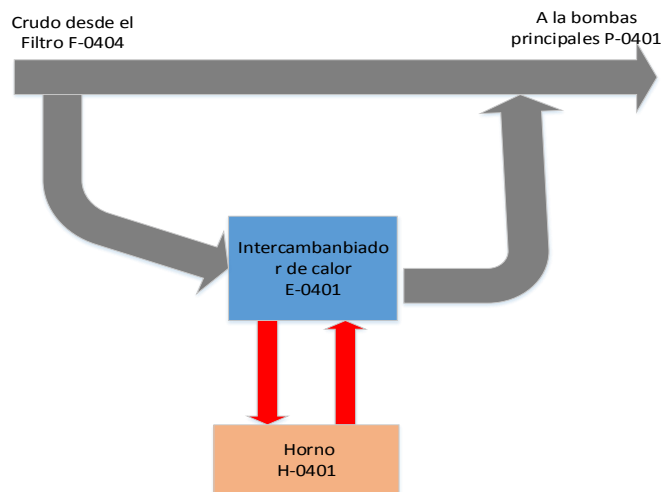 Crudo desde el
Filtro F-0404
A la bombas
principales P-0401
Intercambanbiado
r de calor
E-0401
Horno
H-0401